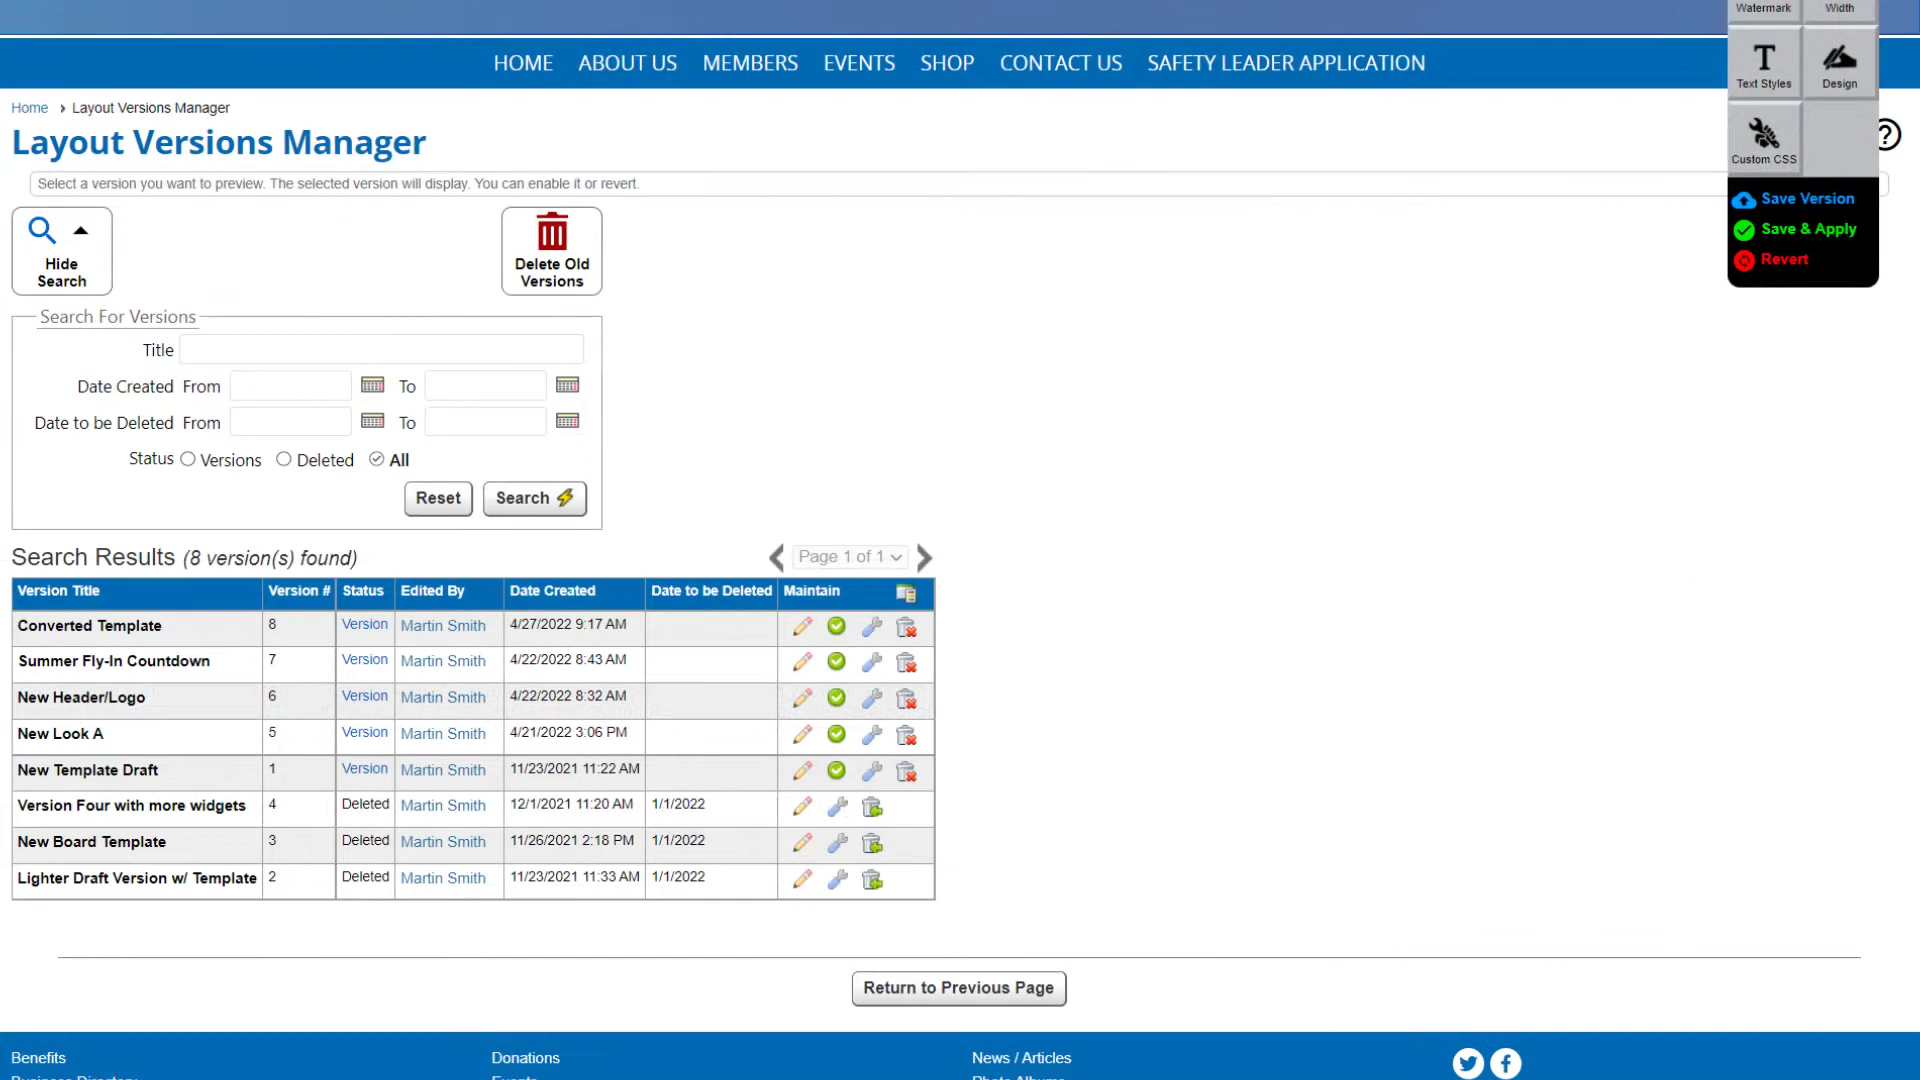 HOME ABOUT US MEMBERS EVENTS SHOP CONTACT US SAFETY LEADER APPLICATION
Watermark Width
Text Styles Design
Custom CSS
Save Version
Save & Apply
Revert
Home › Layout Versions Manager
Layout Versions Manager
?
Select a version you want to preview. The selected version will display. You can enable it or revert.
Hide
Search
Delete Old
Versions
Search For Versions
Title
Date Created From To
Date to be Deleted From To
Status Versions Deleted All
Reset Search
Search Results (8 version(s) found) Page 1 of 1
Version Title Version # Status Edited By Date Created Date to be Deleted Maintain
Converted Template 8 Version Martin Smith 4/27/2022 9:17 AM
Summer Fly-In Countdown 7 Version Martin Smith 4/22/2022 8:43 AM
New Header/Logo 6 Version Martin Smith 4/22/2022 8:32 AM
New Look A 5 Version Martin Smith 4/21/2022 3:06 PM
New Template Draft 1 Version Martin Smith 11/23/2021 11:22 AM
Version Four with more widgets 4 Deleted Martin Smith 12/1/2021 11:20 AM 1/1/2022
New Board Template 3 Deleted Martin Smith 11/26/2021 2:18 PM 1/1/2022
Lighter Draft Version w/ Template 2 Deleted Martin Smith 11/23/2021 11:33 AM 1/1/2022
Return to Previous Page
Benefits Donations News / Articles
Business Directory Events Photo Albums